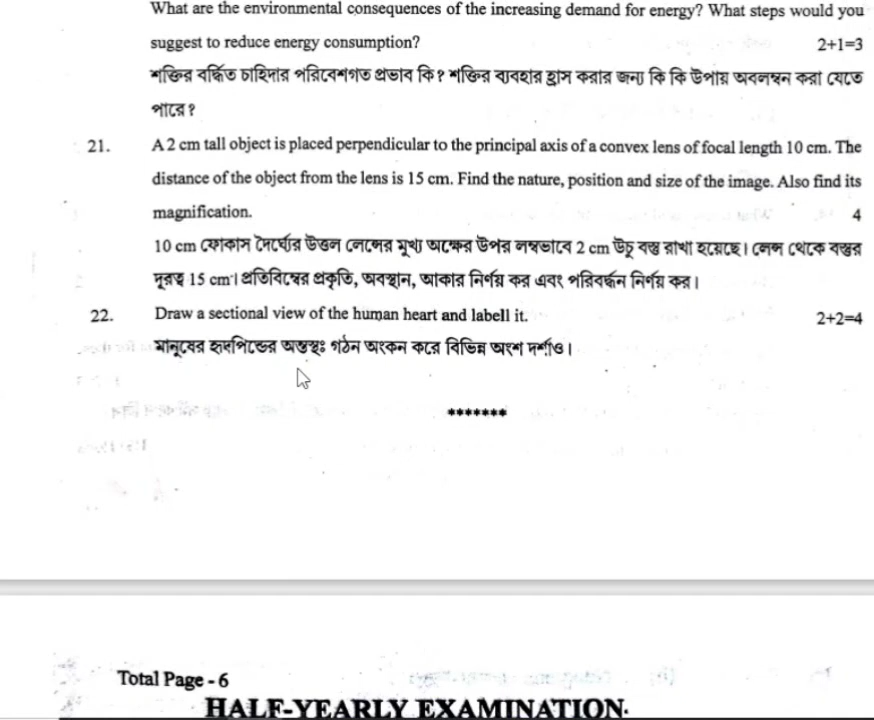 What are the environmental consequences of the increasing demand for energy? What steps would you
suggest to reduce energy consumption? 2+1=3
শক্তির বর্দ্ধিত চাহিদার পরিবেশগত প্রভাব কি? শক্তির ব্যবহার হ্রাস করার জন্য কি কি উপায় অবলম্বন করা যেতে
পারে?
21. A 2 cm tall object is placed perpendicular to the principal axis of a convex lens of focal length 10 cm. The
distance of the object from the lens is 15 cm. Find the nature, position and size of the image. Also find its
magnification. 4
10 cm ফোকাস দৈর্ঘ্যের উত্তল লেন্সের মুখ্য অক্ষের উপর লম্বভাবে 2 cm উঁচু বস্তু রাখা হয়েছে। লেন্স থেকে বস্তুর
দূরত্ব 15 cm। প্রতিবিম্বের প্রকৃতি, অবস্থান, আকার নির্ণয় কর এবং পরিবর্দ্ধন নির্ণয় কর।
22. Draw a sectional view of the human heart and labell it. 2+2=4
মানুষের হৃদপিন্ডের অন্তস্থঃ গঠন অংকন করে বিভিন্ন অংশ দর্শাও।
*******
Total Page - 6
HALF-YEARLY EXAMINATION.